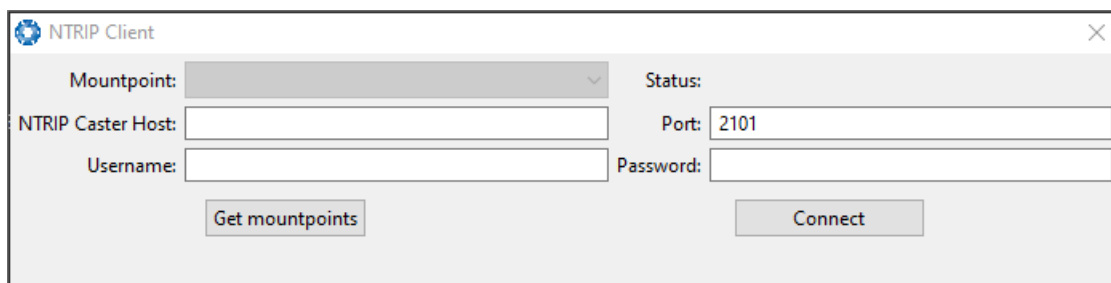 NTRIP Client
Mountpoint: Status:
NTRIP Caster Host: Port: 2101
Username: Password:
Get mountpoints Connect